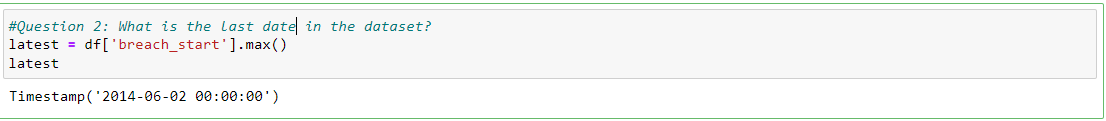 #Question 2: What is the last date in the dataset?
latest = df['breach_start'].max()
latest
Timestamp('2014-06-02 00:00:00')